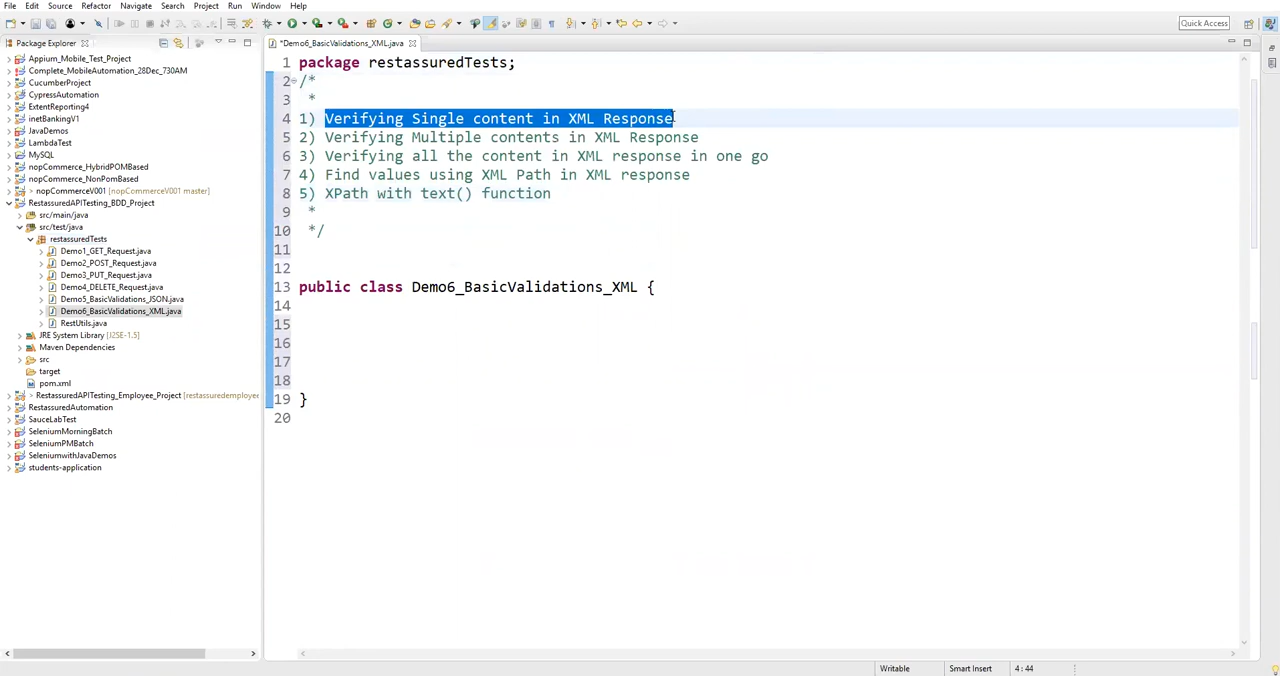 File Edit Source Refactor Navigate Search Project Run Window Help
Quick Access
Package Explorer
Appium_Mobile_Test_Project
Complete_MobileAutomation_28Dec_730AM
CucumberProject
CypressAutomation
ExtentReporting4
inetBankingV1
JavaDemos
LambdaTest
MySQL
nopCommerce_HybridPOMBased
nopCommerce_NonPomBased
> nopCommerceV001 [nopCommerceV001 master]
RestassuredAPITesting_BDD_Project
src/main/java
src/test/java
restassuredTests
Demo1_GET_Request.java
Demo2_POST_Request.java
Demo3_PUT_Request.java
Demo4_DELETE_Request.java
Demo5_BasicValidations_JSON.java
Demo6_BasicValidations_XML.java
RestUtils.java
JRE System Library [J2SE-1.5]
Maven Dependencies
src
target
pom.xml
> RestassuredAPITesting_Employee_Project [restassuredemployee
RestassuredAutomation
SauceLabTest
SeleniumMorningBatch
SeleniumPMBatch
SeleniumwithJavaDemos
students-application
*Demo6_BasicValidations_XML.java
1 package restassuredTests;
2 /*
3 *
4 1) Verifying Single content in XML Response
5 2) Verifying Multiple contents in XML Response
6 3) Verifying all the content in XML response in one go
7 4) Find values using XML Path in XML response
8 5) XPath with text() function
9 *
10 */
11
12
13 public class Demo6_BasicValidations_XML {
14
15
16
17
18
19 }
20
Writable Smart Insert 4 : 44